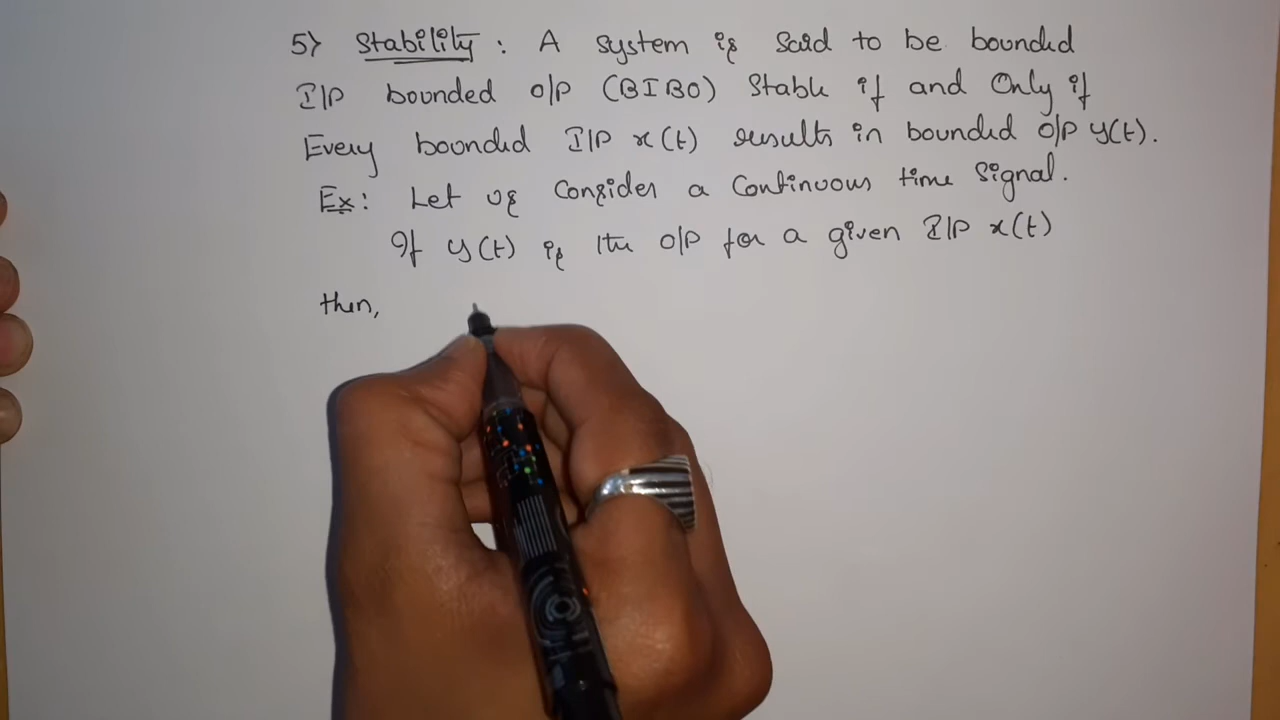 5) Stability : A system is said to be bounded
I/P bounded O/P (BIBO) Stable if and Only if
Every bounded I/P x(t) results in bounded O/P y(t).
Ex: Let us Consider a Continuous time Signal.
If y(t) is the O/P for a given I/P x(t)
then,